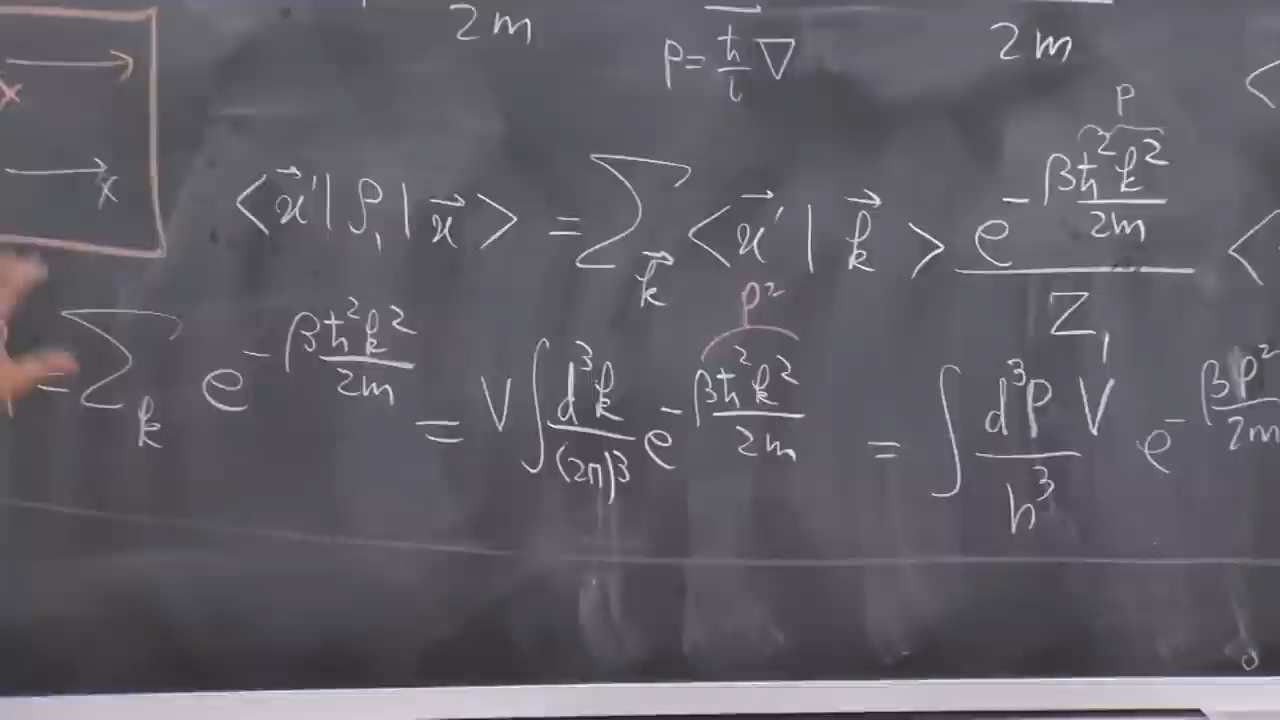 2m p = ħ/i ∇ 2m <
x
x
<x⃗'|ρ₁|x⃗> = Σ_k⃗ <x⃗'|k⃗> e^{-βħ²k²/2m} / Z₁ <
P
= Σ_k e^{-βħ²k²/2m} = V ∫ d³k/(2π)³ e^{-βħ²k²/2m} = ∫ d³p V/h³ e^{-βp²/2m}
p²